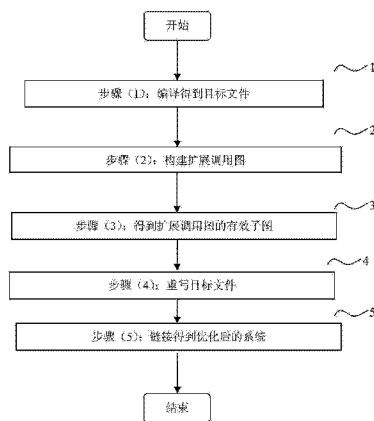 开始
1
步骤（1）：编译得到目标文件
2
步骤（2）：构建扩展调用图
3
步骤（3）：得到扩展调用图的有效子图
4
步骤（4）：重写目标文件
5
步骤（5）：链接得到优化后的系统
结束